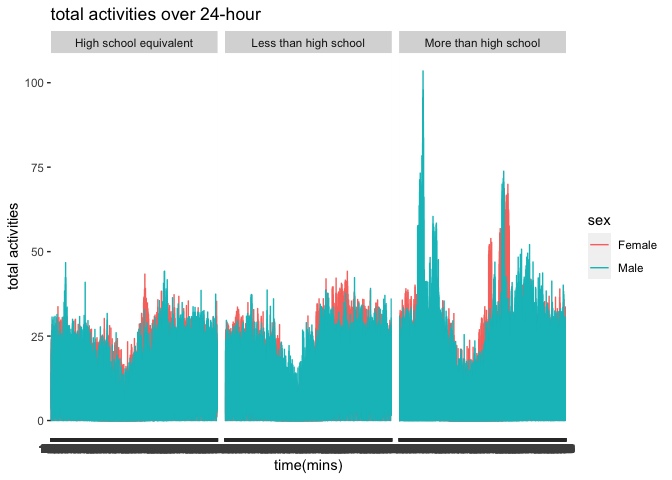 total activities over 24-hour
High school equivalent
Less than high school
More than high school
100
75
50
25
0
total activities
time(mins)
sex
Female
Male